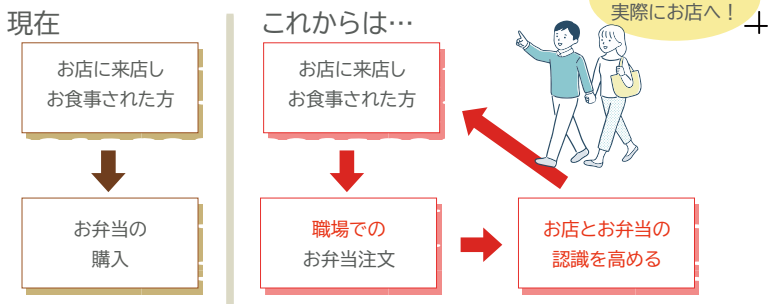 現在
お店に来店し
お食事された方
お弁当の
購入
これからは…
お店に来店し
お食事された方
職場での
お弁当注文
お店とお弁当の
認識を高める
実際にお店へ！